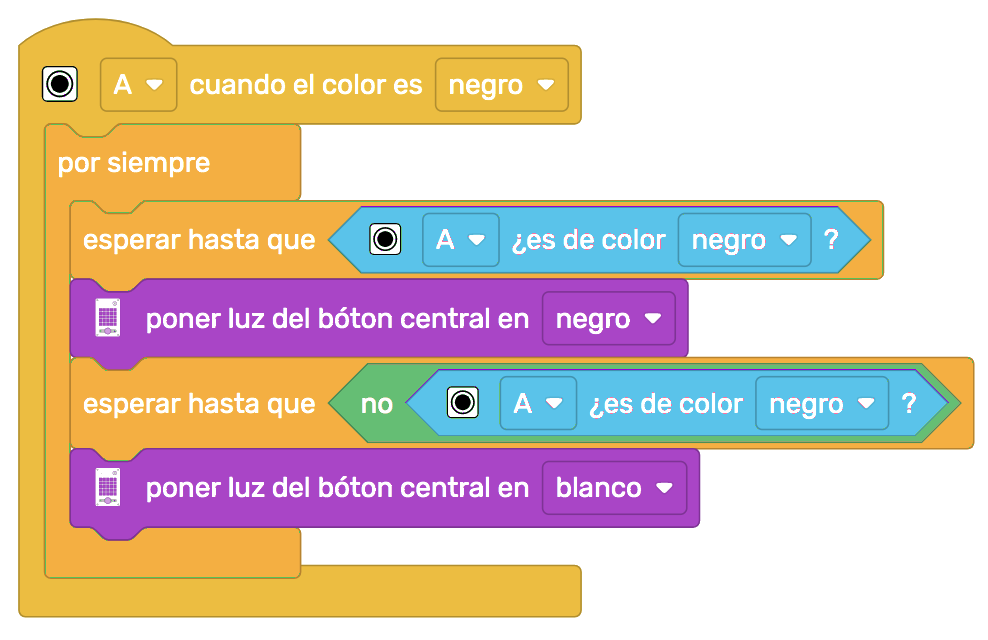 A cuando el color es negro
por siempre
esperar hasta que A ¿es de color negro ?
poner luz del bóton central en negro
esperar hasta que no A ¿es de color negro ?
poner luz del bóton central en blanco